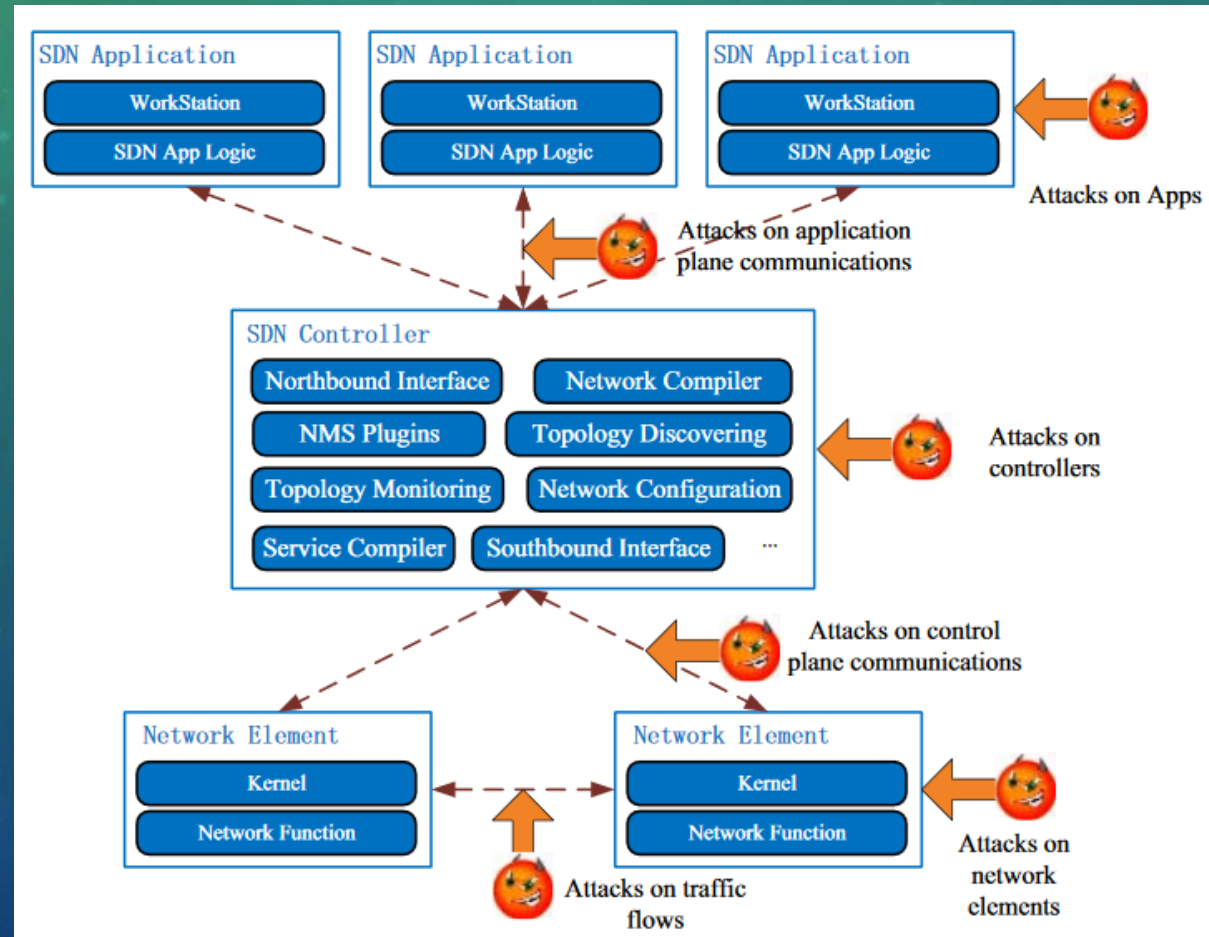 SDN Application
WorkStation
SDN App Logic
SDN Application
WorkStation
SDN App Logic
SDN Application
WorkStation
SDN App Logic
Attacks on Apps
Attacks on application
plane communications
SDN Controller
Northbound Interface
Network Compiler
NMS Plugins
Topology Discovering
Topology Monitoring
Network Configuration
Service Compiler
Southbound Interface
...
Attacks on
controllers
Attacks on control
plane communications
Network Element
Kernel
Network Function
Network Element
Kernel
Network Function
Attacks on traffic
flows
Attacks on
network
elements